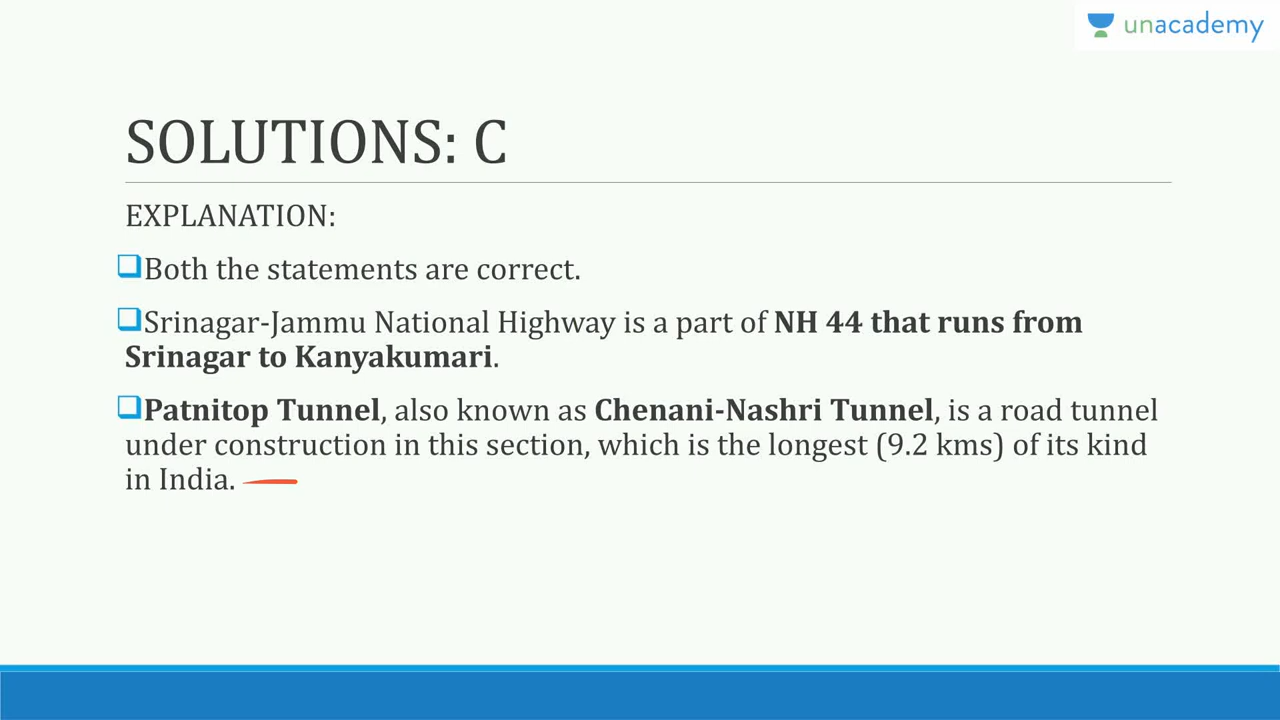 unacademy
SOLUTIONS: C
EXPLANATION:
Both the statements are correct.
Srinagar-Jammu National Highway is a part of NH 44 that runs from
Srinagar to Kanyakumari.
Patnitop Tunnel, also known as Chenani-Nashri Tunnel, is a road tunnel
under construction in this section, which is the longest (9.2 kms) of its kind
in India.